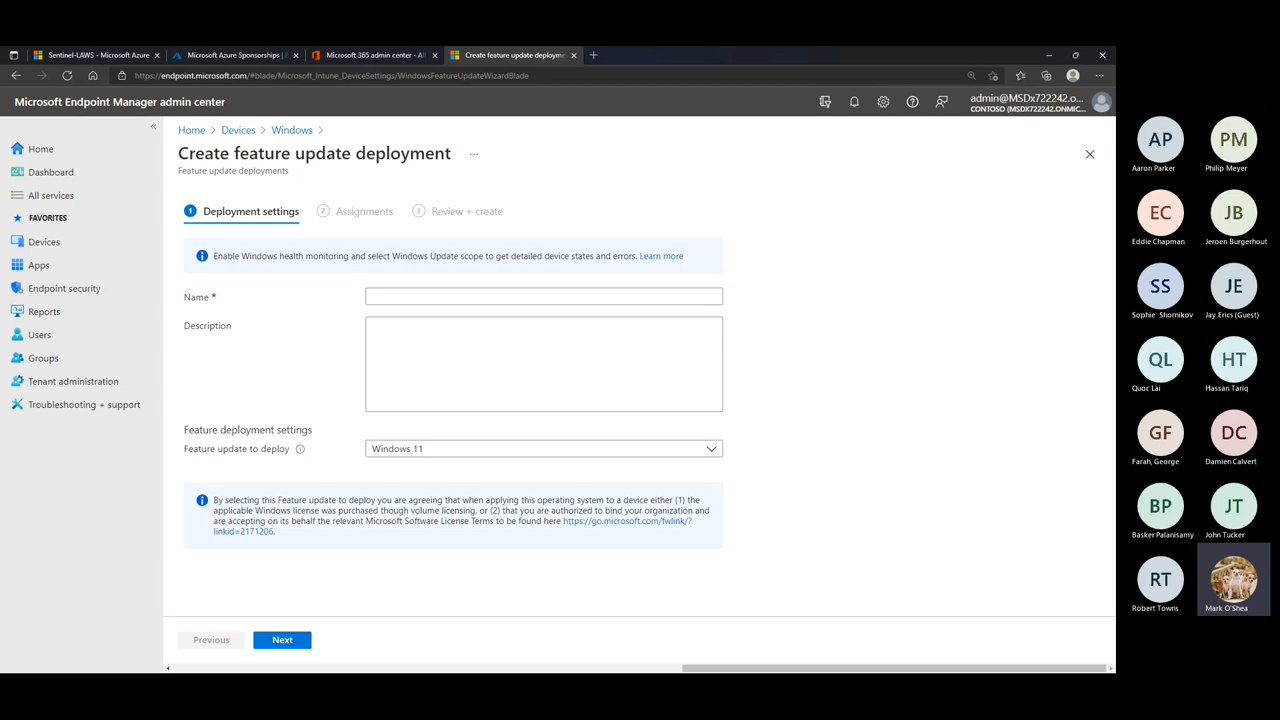 Sentinel-LAWS - Microsoft Azure
Microsoft Azure Sponsorships |
Microsoft 365 admin center - Al
Create feature update deploym
https://endpoint.microsoft.com/#blade/Microsoft_Intune_DeviceSettings/WindowsFeatureUpdateWizardBlade
Microsoft Endpoint Manager admin center
admin@MSDx722242.o...
CONTOSO (MSDX722242.ONMIC...
Home
Dashboard
All services
FAVORITES
Devices
Apps
Endpoint security
Reports
Users
Groups
Tenant administration
Troubleshooting + support
Home > Devices > Windows >
Create feature update deployment ...
Feature update deployments
1 Deployment settings 2 Assignments 3 Review + create
Enable Windows health monitoring and select Windows Update scope to get detailed device states and errors. Learn more
Name *
Description
Feature deployment settings
Feature update to deploy Windows 11
By selecting this Feature update to deploy you are agreeing that when applying this operating system to a device either (1) the
applicable Windows license was purchased though volume licensing, or (2) that you are authorized to bind your organization and
are accepting on its behalf the relevant Microsoft Software License Terms to be found here https://go.microsoft.com/fwlink/?
linkid=2171206.
Previous Next
AP PM
Aaron Parker Philip Meyer
EC JB
Eddie Chapman Jeroen Burgerhout
SS JE
Sophie Shornikov Jay Erics (Guest)
QL HT
Quoc Lai Hassan Tariq
GF DC
Farah, George Damien Calvert
BP JT
Basker Palanisamy John Tucker
RT
Robert Towns Mark O'Shea